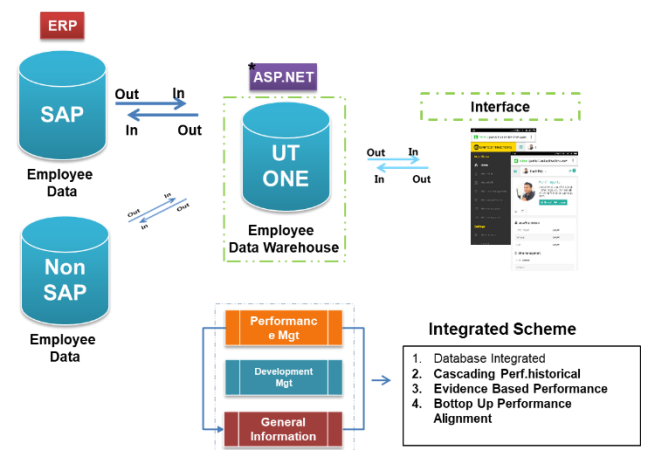 ERP
*
ASP.NET
SAP
Out
In
In
Out
Employee
Data
UT
ONE
Employee
Data Warehouse
Out
In
In
Out
Interface
Out
In
In
Out
Non
SAP
Employee
Data
Performanc
e Mgt
Development
Mgt
General
Information
Integrated Scheme
1. Database Integrated
2. Cascading Perf.historical
3. Evidence Based Performance
4. Bottop Up Performance
Alignment